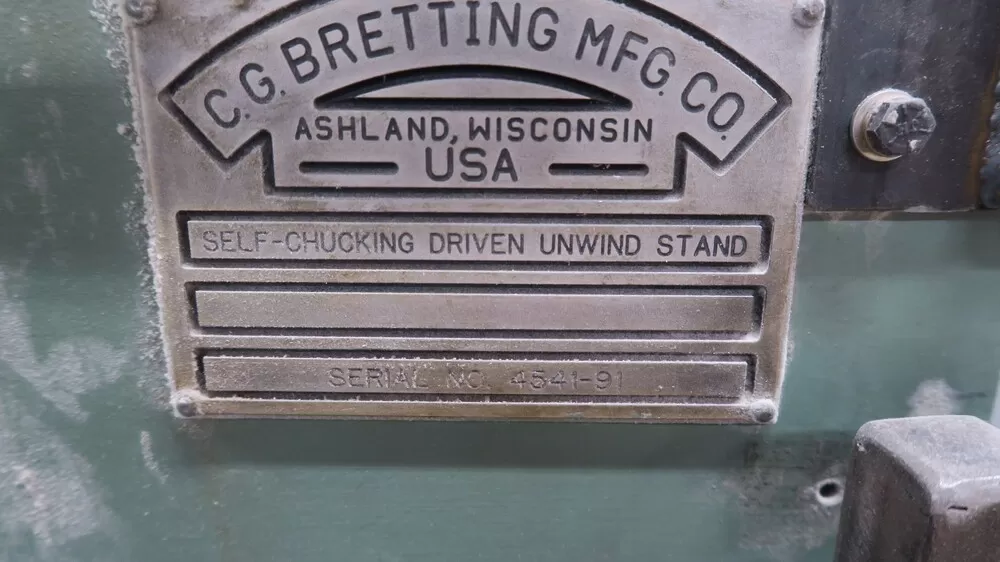 C.G. BRETTING MFG. CO.
ASHLAND, WISCONSIN
USA
SELF-CHUCKING DRIVEN UNWIND STAND
SERIAL NO. 4541-91